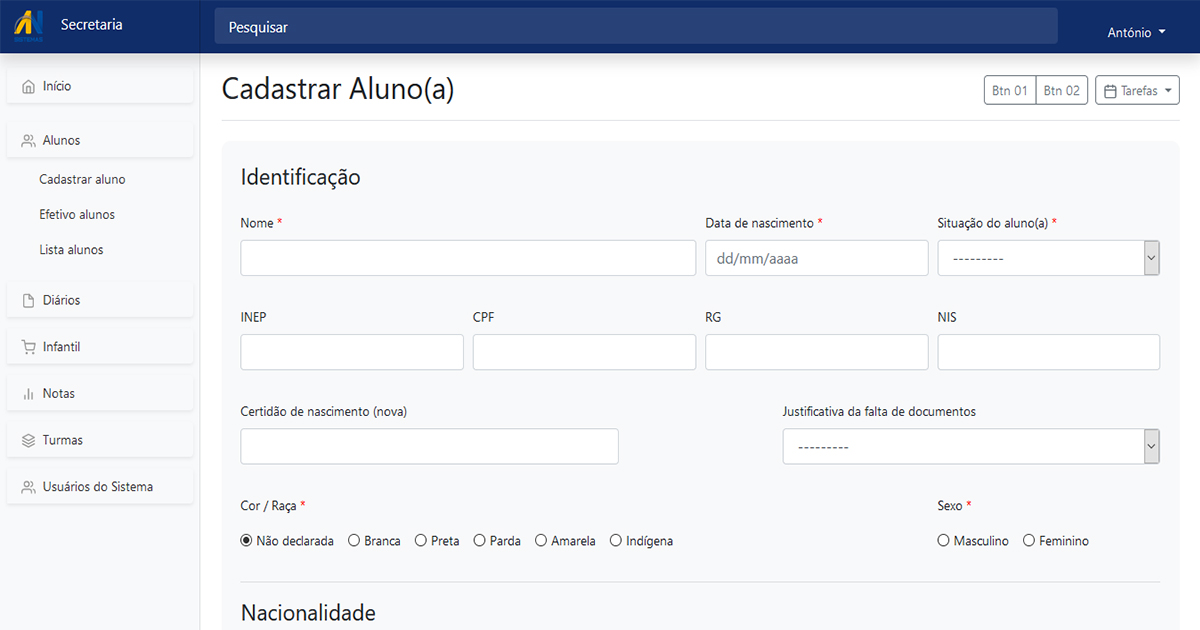 Secretaria
Pesquisar
António
Início
Alunos
Cadastrar aluno
Efetivo alunos
Lista alunos
Diários
Infantil
Notas
Turmas
Usuários do Sistema
Cadastrar Aluno(a)
Btn 01 Btn 02 Tarefas
Identificação
Nome * Data de nascimento * Situação do aluno(a) *
dd/mm/aaaa ---------
INEP CPF RG NIS
Certidão de nascimento (nova) Justificativa da falta de documentos
---------
Cor / Raça * Sexo *
Não declarada Branca Preta Parda Amarela Indígena Masculino Feminino
Nacionalidade